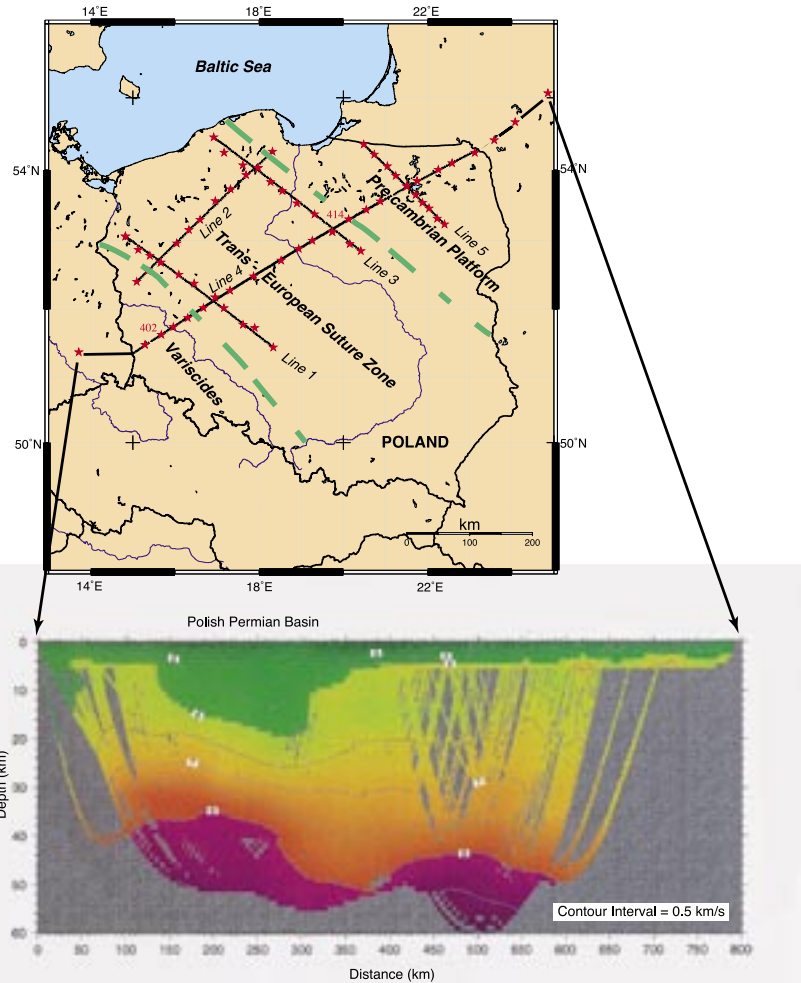 14°E
18°E
22°E
Baltic Sea
54°N
54°N
Line 2
414
Precambrian Platform
Line 5
Line 3
Trans - European Suture Zone
Line 4
402
Line 1
Variscides
50°N
POLAND
50°N
km
0 100 200
14°E
18°E
22°E
Polish Permian Basin
0
10
20
30
40
50
60
Depth (km)
Contour Interval = 0.5 km/s
0 50 100 150 200 250 300 350 400 450 500 550 600 650 700 750 800
Distance (km)